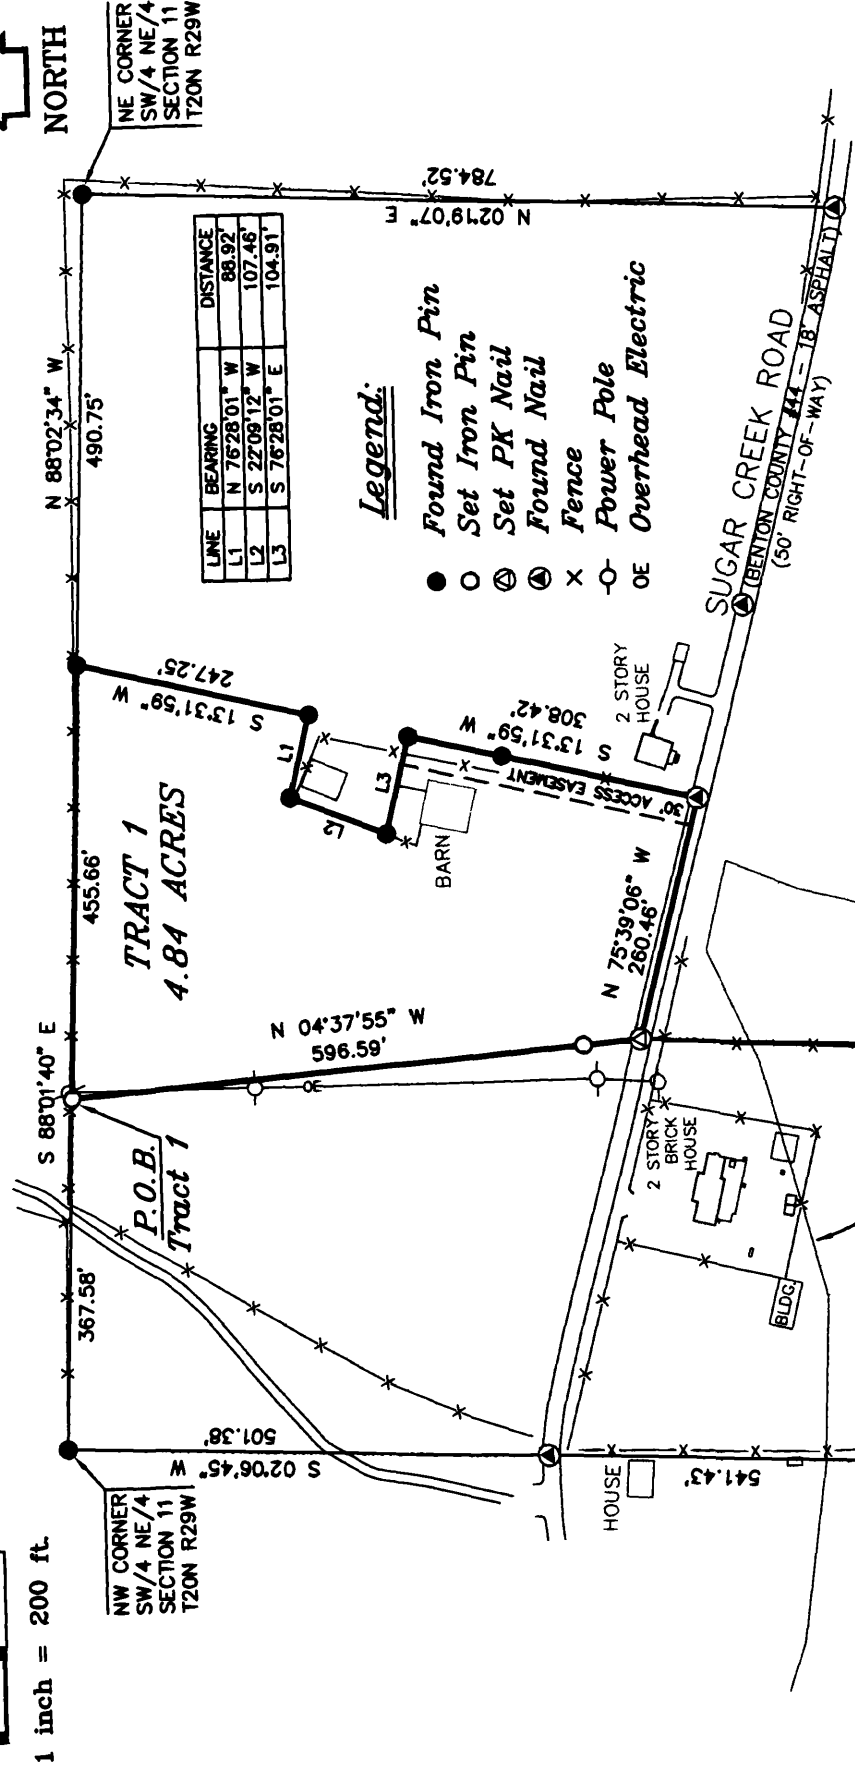 1 inch = 200 ft.
NORTH
NW CORNER
SW/4 NE/4
SECTION 11
T20N R29W
NE CORNER
SW/4 NE/4
SECTION 11
T20N R29W
367.58'
S 88°01'40" E
455.66'
N 88°02'34" W
490.75'
P.O.B.
Tract 1
TRACT 1
4.84 ACRES
S 02°06'45" W
501.38'
N 04°37'55" W
596.59'
OE
S 13°31'59" W
247.25'
L1
L2
L3
BARN
S 13°31'59" W
308.42'
30' ACCESS EASEMENT
2 STORY
HOUSE
N 75°39'06" W
260.46'
N 02°19'07" E
784.52'
LINE BEARING DISTANCE
L1 N 76°28'01" W 88.92'
L2 S 22°09'12" W 107.46'
L3 S 76°28'01" E 104.91'
Legend:
Found Iron Pin
Set Iron Pin
Set PK Nail
Found Nail
× Fence
Power Pole
OE Overhead Electric
SUGAR CREEK ROAD
(BENTON COUNTY #44 - 18' ASPHALT)
(50' RIGHT-OF-WAY)
HOUSE
541.43'
2 STORY
BRICK
HOUSE
BLDG.